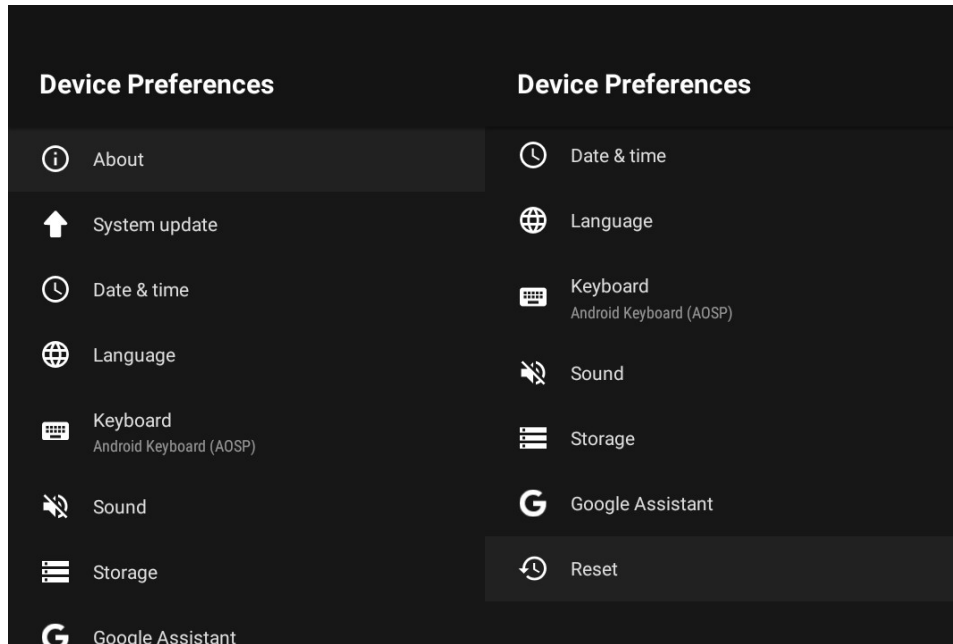 Device Preferences
About
System update
Date & time
Language
Keyboard
Android Keyboard (AOSP)
Sound
Storage
Google Assistant
Device Preferences
Date & time
Language
Keyboard
Android Keyboard (AOSP)
Sound
Storage
Google Assistant
Reset